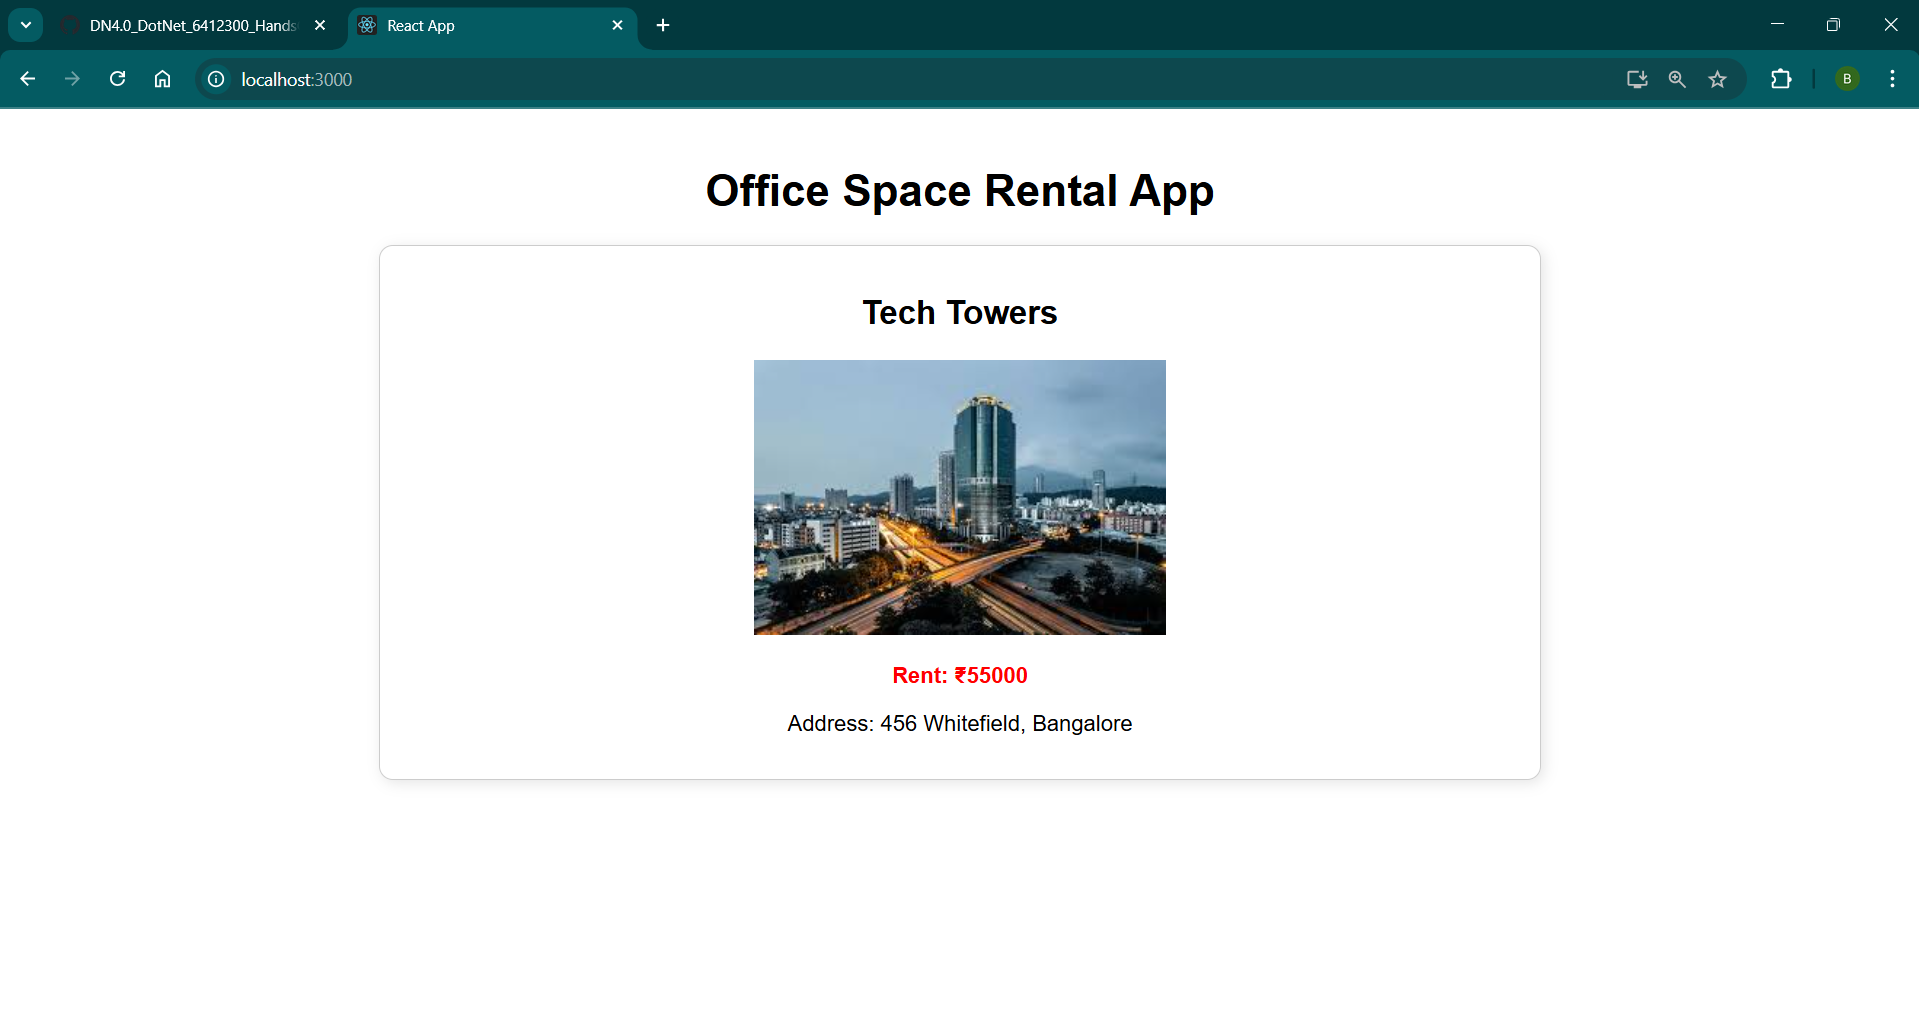 DN4.0_DotNet_6412300_Hands
React App
localhost:3000
B
Office Space Rental App
Tech Towers
Rent: ₹55000
Address: 456 Whitefield, Bangalore